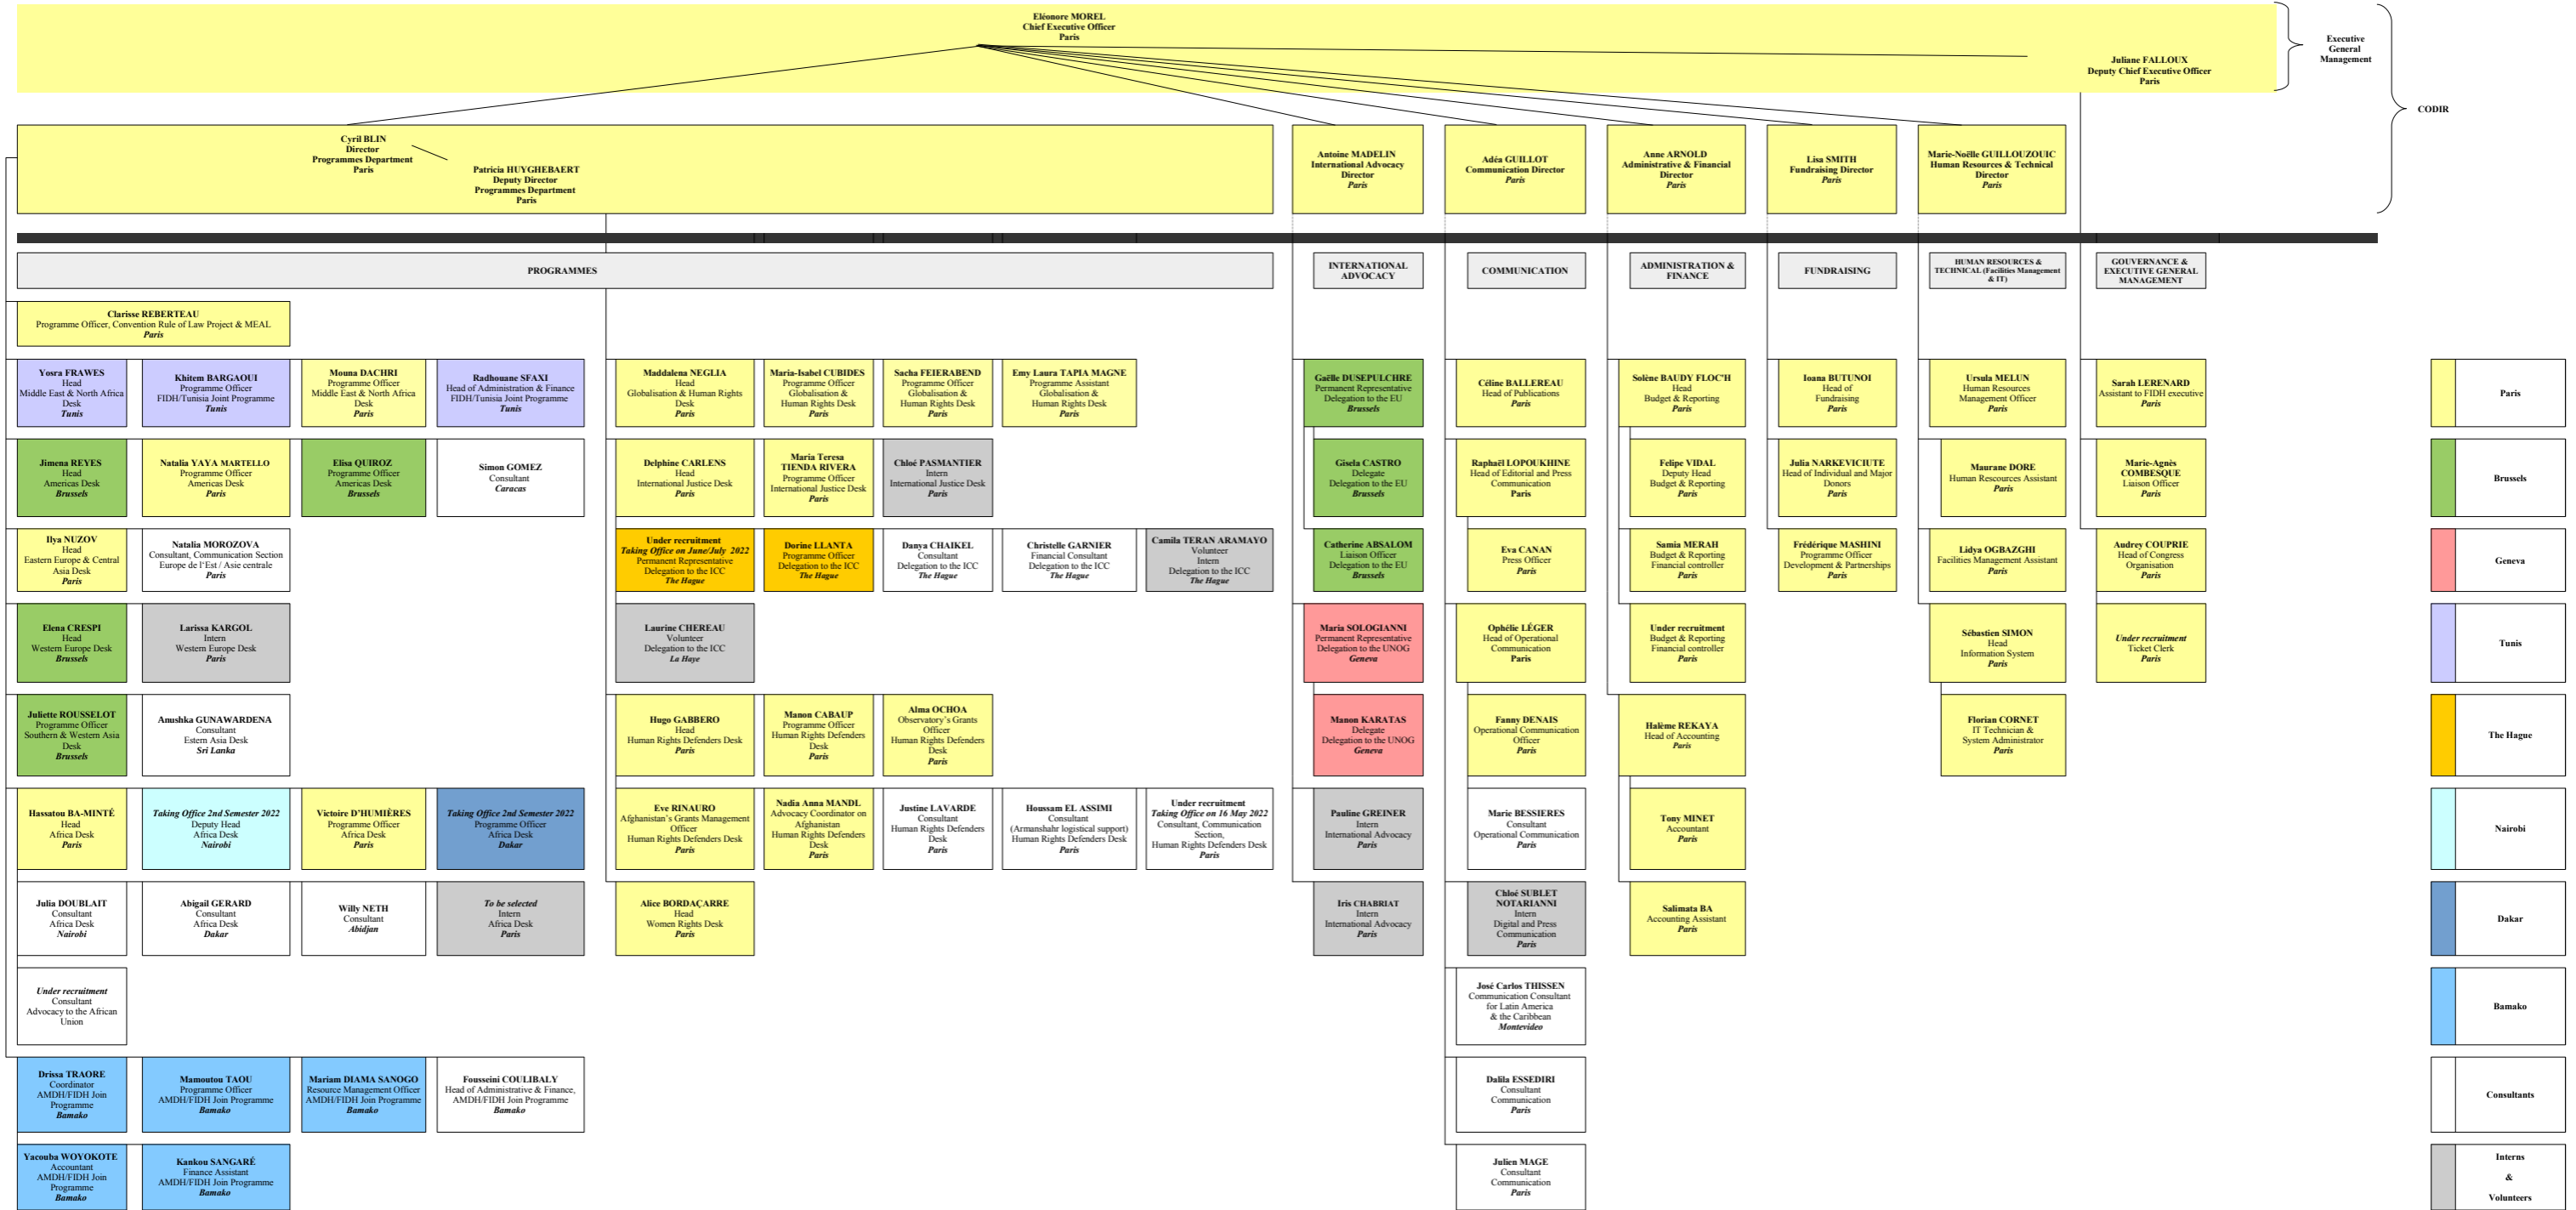 Eléonore MOREL
Chief Executive Officer
Paris
Juliane FALLOUX
Deputy Chief Executive Officer
Paris
Executive
General
Management
CODIR
Cyril BLIN
Director
Programmes Department
Paris
Patricia HUYGHEBAERT
Deputy Director
Programmes Department
Paris
Antoine MADELIN
International Advocacy
Director
Paris
Adéa GUILLOT
Communication Director
Paris
Anne ARNOLD
Administrative & Financial
Director
Paris
Lisa SMITH
Fundraising Director
Paris
Marie-Noëlle GUILLOUZOUIC
Human Resources & Technical
Director
Paris
PROGRAMMES
INTERNATIONAL
ADVOCACY
COMMUNICATION
ADMINISTRATION &
FINANCE
FUNDRAISING
HUMAN RESOURCES &
TECHNICAL (Facilities Management
& IT)
GOUVERNANCE &
EXECUTIVE GENERAL
MANAGEMENT
Clarisse REBERTEAU
Programme Officer, Convention Rule of Law Project & MEAL
Paris
Yosra FRAWES
Head
Middle East & North Africa
Desk
Tunis
Khitem BARGAOUI
Programme Officer
FIDH/Tunisia Joint Programme
Tunis
Mouna DACHRI
Programme Officer
Middle East & North Africa
Desk
Paris
Radhouane SFAXI
Head of Administration & Finance
FIDH/Tunisia Joint Programme
Tunis
Maddalena NEGLIA
Head
Globalisation & Human Rights
Desk
Paris
Maria-Isabel CUBIDES
Programme Officer
Globalisation &
Human Rights Desk
Paris
Sacha FEIERABEND
Programme Officer
Globalisation &
Human Rights Desk
Paris
Emy Laura TAPIA MAGNE
Programme Assistant
Globalisation &
Human Rights Desk
Paris
Gaëlle DUSEPULCHRE
Permanent Representative
Delegation to the EU
Brussels
Céline BALLEREAU
Head of Publications
Paris
Solène BAUDY FLOC'H
Head
Budget & Reporting
Paris
Ioana BUTUNOI
Head of
Fundraising
Paris
Ursula MELUN
Human Resources
Management Officer
Paris
Sarah LERENARD
Assistant to FIDH executive
Paris
Paris
Jimena REYES
Head
Americas Desk
Brussels
Natalia YAYA MARTELLO
Programme Officer
Americas Desk
Paris
Elisa QUIROZ
Programme Officer
Americas Desk
Brussels
Simon GOMEZ
Consultant
Caracas
Delphine CARLENS
Head
International Justice Desk
Paris
Maria Teresa
TIENDA RIVERA
Programme Officer
International Justice Desk
Paris
Chloé PASMANTIER
Intern
International Justice Desk
Paris
Gisela CASTRO
Delegate
Delegation to the EU
Brussels
Raphaël LOPOUKHINE
Head of Editorial and Press
Communication
Paris
Felipe VIDAL
Deputy Head
Budget & Reporting
Paris
Julia NARKEVICIUTE
Head of Individual and Major
Donors
Paris
Maurane DORE
Human Rescources Assistant
Paris
Marie-Agnès
COMBESQUE
Liaison Officer
Paris
Brussels
Ilya NUZOV
Head
Eastern Europe & Central
Asia Desk
Paris
Natalia MOROZOVA
Consultant, Communication Section
Europe de l'Est / Asie centrale
Paris
Under recruitment
Taking Office on June/July 2022
Permanent Representative
Delegation to the ICC
The Hague
Dorine LLANTA
Programme Officer
Delegation to the ICC
The Hague
Danya CHAIKEL
Consultant
Delegation to the ICC
The Hague
Christelle GARNIER
Financial Consultant
Delegation to the ICC
The Hague
Camila TERAN ARAMAYO
Volunteer
Intern
Delegation to the ICC
The Hague
Catherine ABSALOM
Liaison Officer
Delegation to the EU
Brussels
Eva CANAN
Press Officer
Paris
Samia MERAH
Budget & Reporting
Financial controller
Paris
Frédérique MASHINI
Programme Officer
Development & Partnerships
Paris
Lidya OGBAZGHI
Facilities Management Assistant
Paris
Audrey COUPRIE
Head of Congress
Organisation
Paris
Geneva
Elena CRESPI
Head
Western Europe Desk
Brussels
Larissa KARGOL
Intern
Western Europe Desk
Paris
Laurine CHEREAU
Volunteer
Delegation to the ICC
La Haye
Maria SOLOGIANNI
Permanent Representative
Delegation to the UNOG
Geneva
Ophélie LÉGER
Head of Operational
Communication
Paris
Under recruitment
Budget & Reporting
Financial controller
Paris
Sébastien SIMON
Head
Information System
Paris
Under recruitment
Ticket Clerk
Paris
Tunis
Juliette ROUSSELOT
Programme Officer
Southern & Western Asia
Desk
Brussels
Anushka GUNAWARDENA
Consultant
Estern Asia Desk
Sri Lanka
Hugo GABBERO
Head
Human Rights Defenders Desk
Paris
Manon CABAUP
Programme Officer
Human Rights Defenders
Desk
Paris
Alma OCHOA
Observatory's Grants
Officer
Human Rights Defenders
Desk
Paris
Manon KARATAS
Delegate
Delegation to the UNOG
Geneva
Fanny DENAIS
Operational Communication
Officer
Paris
Halème REKAYA
Head of Accounting
Paris
Florian CORNET
IT Technician &
System Administrator
Paris
The Hague
Hassatou BA-MINTÉ
Head
Africa Desk
Paris
Taking Office 2nd Semester 2022
Deputy Head
Africa Desk
Nairobi
Victoire D'HUMIÈRES
Programme Officer
Africa Desk
Paris
Taking Office 2nd Semester 2022
Programme Officer
Africa Desk
Dakar
Eve RINAURO
Afghanistan's Grants Management
Officer
Human Rights Defenders Desk
Paris
Nadia Anna MANDL
Advocacy Coordinator on
Afghanistan
Human Rights Defenders
Desk
Paris
Justine LAVARDE
Consultant
Human Rights Defenders
Desk
Paris
Houssam EL ASSIMI
Consultant
(Armanshahr logistical support)
Human Rights Defenders Desk
Paris
Under recruitment
Taking Office on 16 May 2022
Consultant, Communication
Section,
Human Rights Defenders Desk
Paris
Pauline GREINER
Intern
International Advocacy
Paris
Marie BESSIERES
Consultant
Operational Communication
Paris
Tony MINET
Accountant
Paris
Nairobi
Julia DOUBLAIT
Consultant
Africa Desk
Nairobi
Abigail GERARD
Consultant
Africa Desk
Dakar
Willy NETH
Consultant
Abidjan
To be selected
Intern
Africa Desk
Paris
Alice BORDAÇARRE
Head
Women Rights Desk
Paris
Iris CHABRIAT
Intern
International Advocacy
Paris
Chloé SUBLET
NOTARIANNI
Intern
Digital and Press
Communication
Paris
Salimata BA
Accounting Assistant
Paris
Dakar
Under recruitment
Consultant
Advocacy to the African
Union
José Carlos THISSEN
Communication Consultant
for Latin America
& the Caribbean
Montevideo
Bamako
Drissa TRAORE
Coordinator
AMDH/FIDH Join
Programme
Bamako
Mamoutou TAOU
Programme Officer
AMDH/FIDH Join Programme
Bamako
Mariam DIAMA SANOGO
Resource Management Officer
AMDH/FIDH Join Programme
Bamako
Fousseini COULIBALY
Head of Administrative & Finance,
AMDH/FIDH Join Programme
Bamako
Dalila ESSEDIRI
Consultant
Communication
Paris
Consultants
Yacouba WOYOKOTE
Accountant
AMDH/FIDH Join
Programme
Bamako
Kankou SANGARÉ
Finance Assistant
AMDH/FIDH Join Programme
Bamako
Julien MAGE
Consultant
Communication
Paris
Interns
&
Volunteers